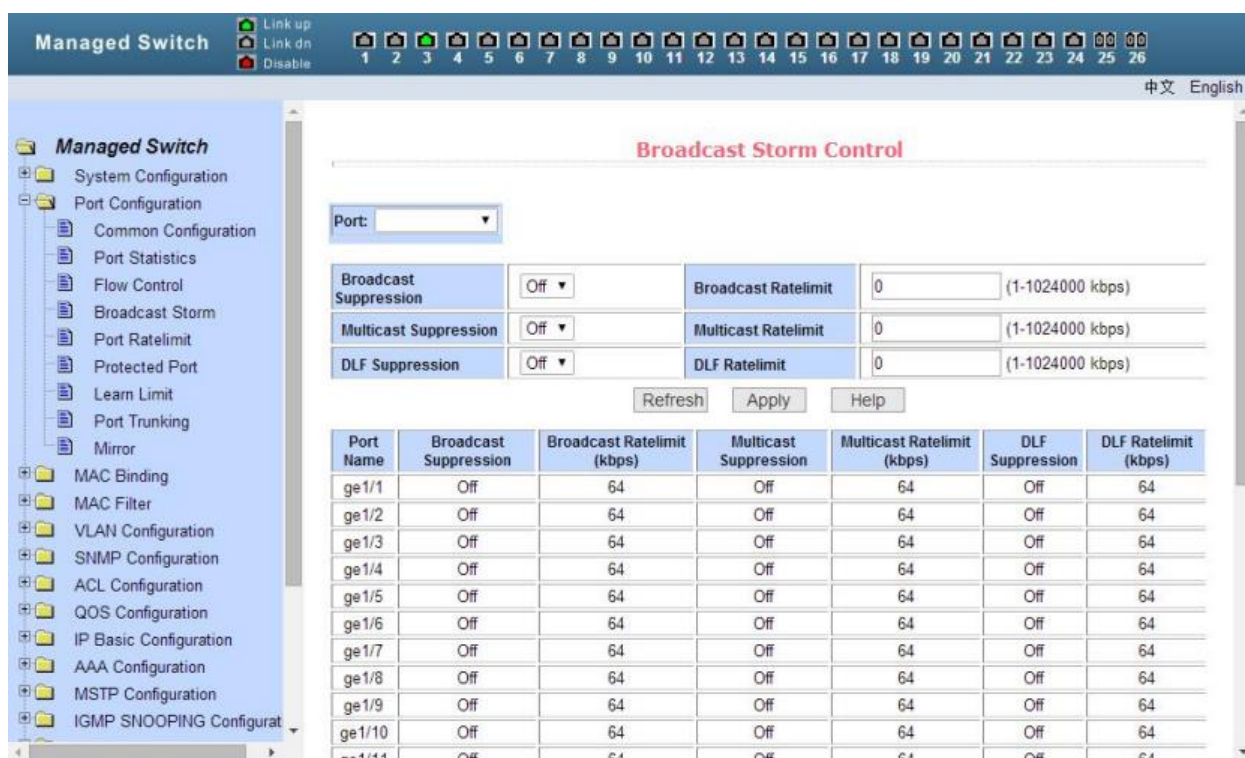 Managed Switch
Link up
Link dn
Disable
1 2 3 4 5 6 7 8 9 10 11 12 13 14 15 16 17 18 19 20 21 22 23 24 25 26
中文 English
Managed Switch
System Configuration
Port Configuration
Common Configuration
Port Statistics
Flow Control
Broadcast Storm
Port Ratelimit
Protected Port
Learn Limit
Port Trunking
Mirror
MAC Binding
MAC Filter
VLAN Configuration
SNMP Configuration
ACL Configuration
QOS Configuration
IP Basic Configuration
AAA Configuration
MSTP Configuration
IGMP SNOOPING Configurat
Broadcast Storm Control
Port:
Broadcast Suppression Off Broadcast Ratelimit 0 (1-1024000 kbps)
Multicast Suppression Off Multicast Ratelimit 0 (1-1024000 kbps)
DLF Suppression Off DLF Ratelimit 0 (1-1024000 kbps)
Refresh Apply Help
Port Name Broadcast Suppression Broadcast Ratelimit (kbps) Multicast Suppression Multicast Ratelimit (kbps) DLF Suppression DLF Ratelimit (kbps)
ge1/1 Off 64 Off 64 Off 64
ge1/2 Off 64 Off 64 Off 64
ge1/3 Off 64 Off 64 Off 64
ge1/4 Off 64 Off 64 Off 64
ge1/5 Off 64 Off 64 Off 64
ge1/6 Off 64 Off 64 Off 64
ge1/7 Off 64 Off 64 Off 64
ge1/8 Off 64 Off 64 Off 64
ge1/9 Off 64 Off 64 Off 64
ge1/10 Off 64 Off 64 Off 64